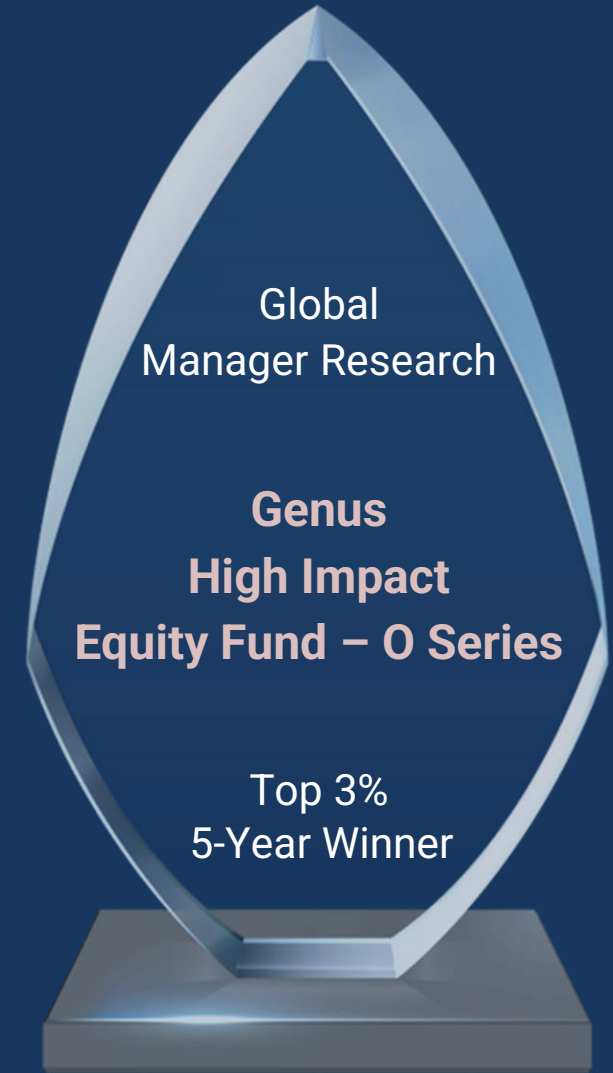 Global
Manager Research
Genus
High Impact
Equity Fund – O Series
Top 3%
5-Year Winner